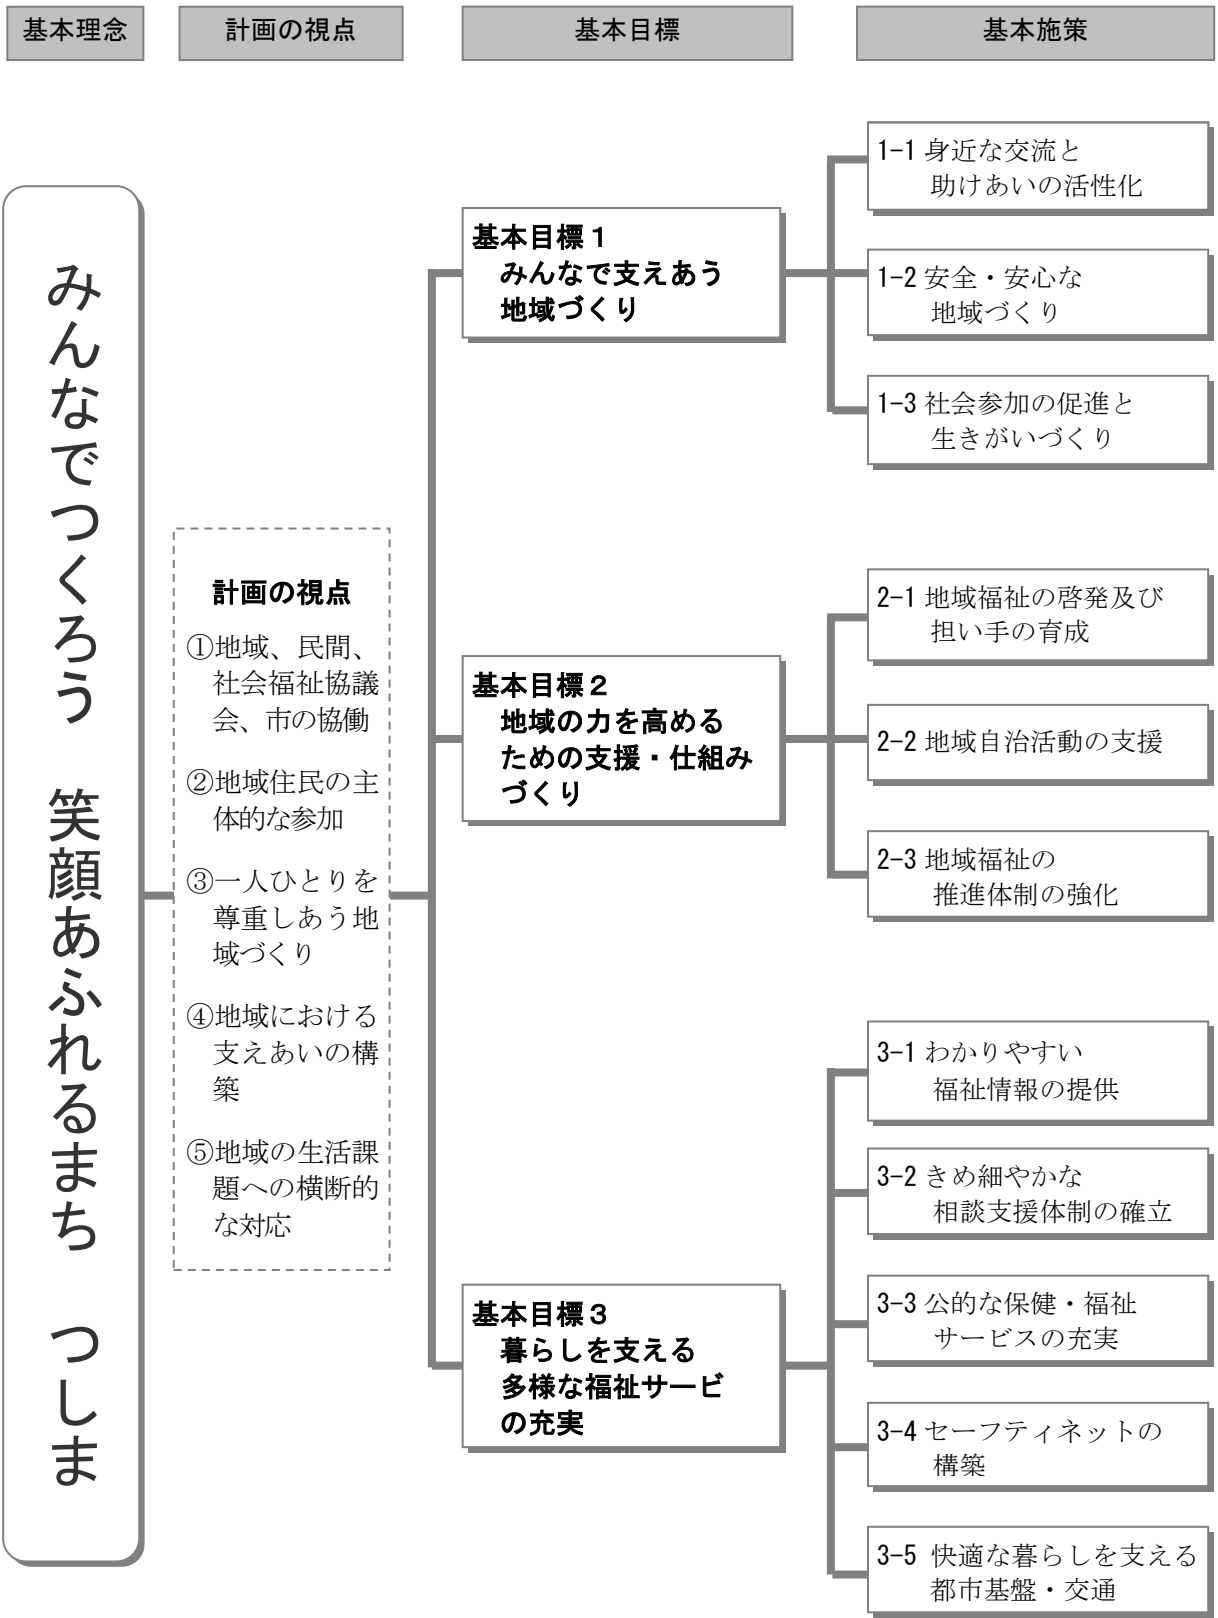 基本理念
計画の視点
基本目標
基本施策
みんなでつくろう　笑顔あふれるまち　つしま
計画の視点
①地域、民間、
社会福祉協議
会、市の協働
②地域住民の主
体的な参加
③一人ひとりを
尊重しあう地
域づくり
④地域における
支えあいの構
築
⑤地域の生活課
題への横断的
な対応
基本目標１
みんなで支えあう
地域づくり
1-1 身近な交流と
助けあいの活性化
1-2 安全・安心な
地域づくり
1-3 社会参加の促進と
生きがいづくり
基本目標２
地域の力を高める
ための支援・仕組み
づくり
2-1 地域福祉の啓発及び
担い手の育成
2-2 地域自治活動の支援
2-3 地域福祉の
推進体制の強化
基本目標３
暮らしを支える
多様な福祉サービ
の充実
3-1 わかりやすい
福祉情報の提供
3-2 きめ細やかな
相談支援体制の確立
3-3 公的な保健・福祉
サービスの充実
3-4 セーフティネットの
構築
3-5 快適な暮らしを支える
都市基盤・交通